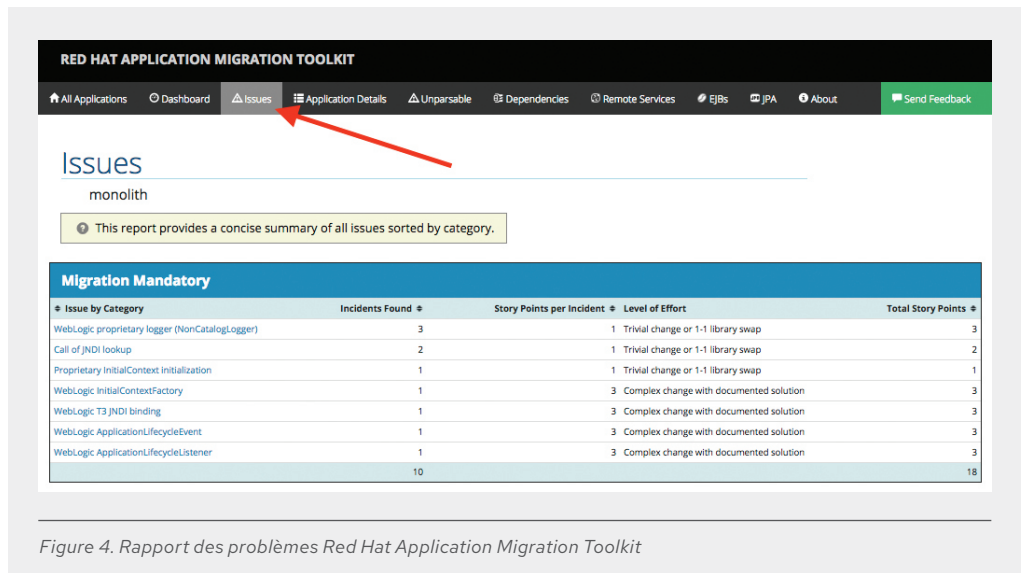 RED HAT APPLICATION MIGRATION TOOLKIT
All Applications Dashboard Issues Application Details Unparsable Dependencies Remote Services EJBs JPA About Send Feedback
Issues
monolith
This report provides a concise summary of all issues sorted by category.
Migration Mandatory
Issue by Category Incidents Found Story Points per Incident Level of Effort Total Story Points
WebLogic proprietary logger (NonCatalogLogger) 3 1 Trivial change or 1-1 library swap 3
Call of JNDI lookup 2 1 Trivial change or 1-1 library swap 2
Proprietary InitialContext initialization 1 1 Trivial change or 1-1 library swap 1
WebLogic InitialContextFactory 1 3 Complex change with documented solution 3
WebLogic T3 JNDI binding 1 3 Complex change with documented solution 3
WebLogic ApplicationLifecycleEvent 1 3 Complex change with documented solution 3
WebLogic ApplicationLifecycleListener 1 3 Complex change with documented solution 3
10 18
Figure 4. Rapport des problèmes Red Hat Application Migration Toolkit